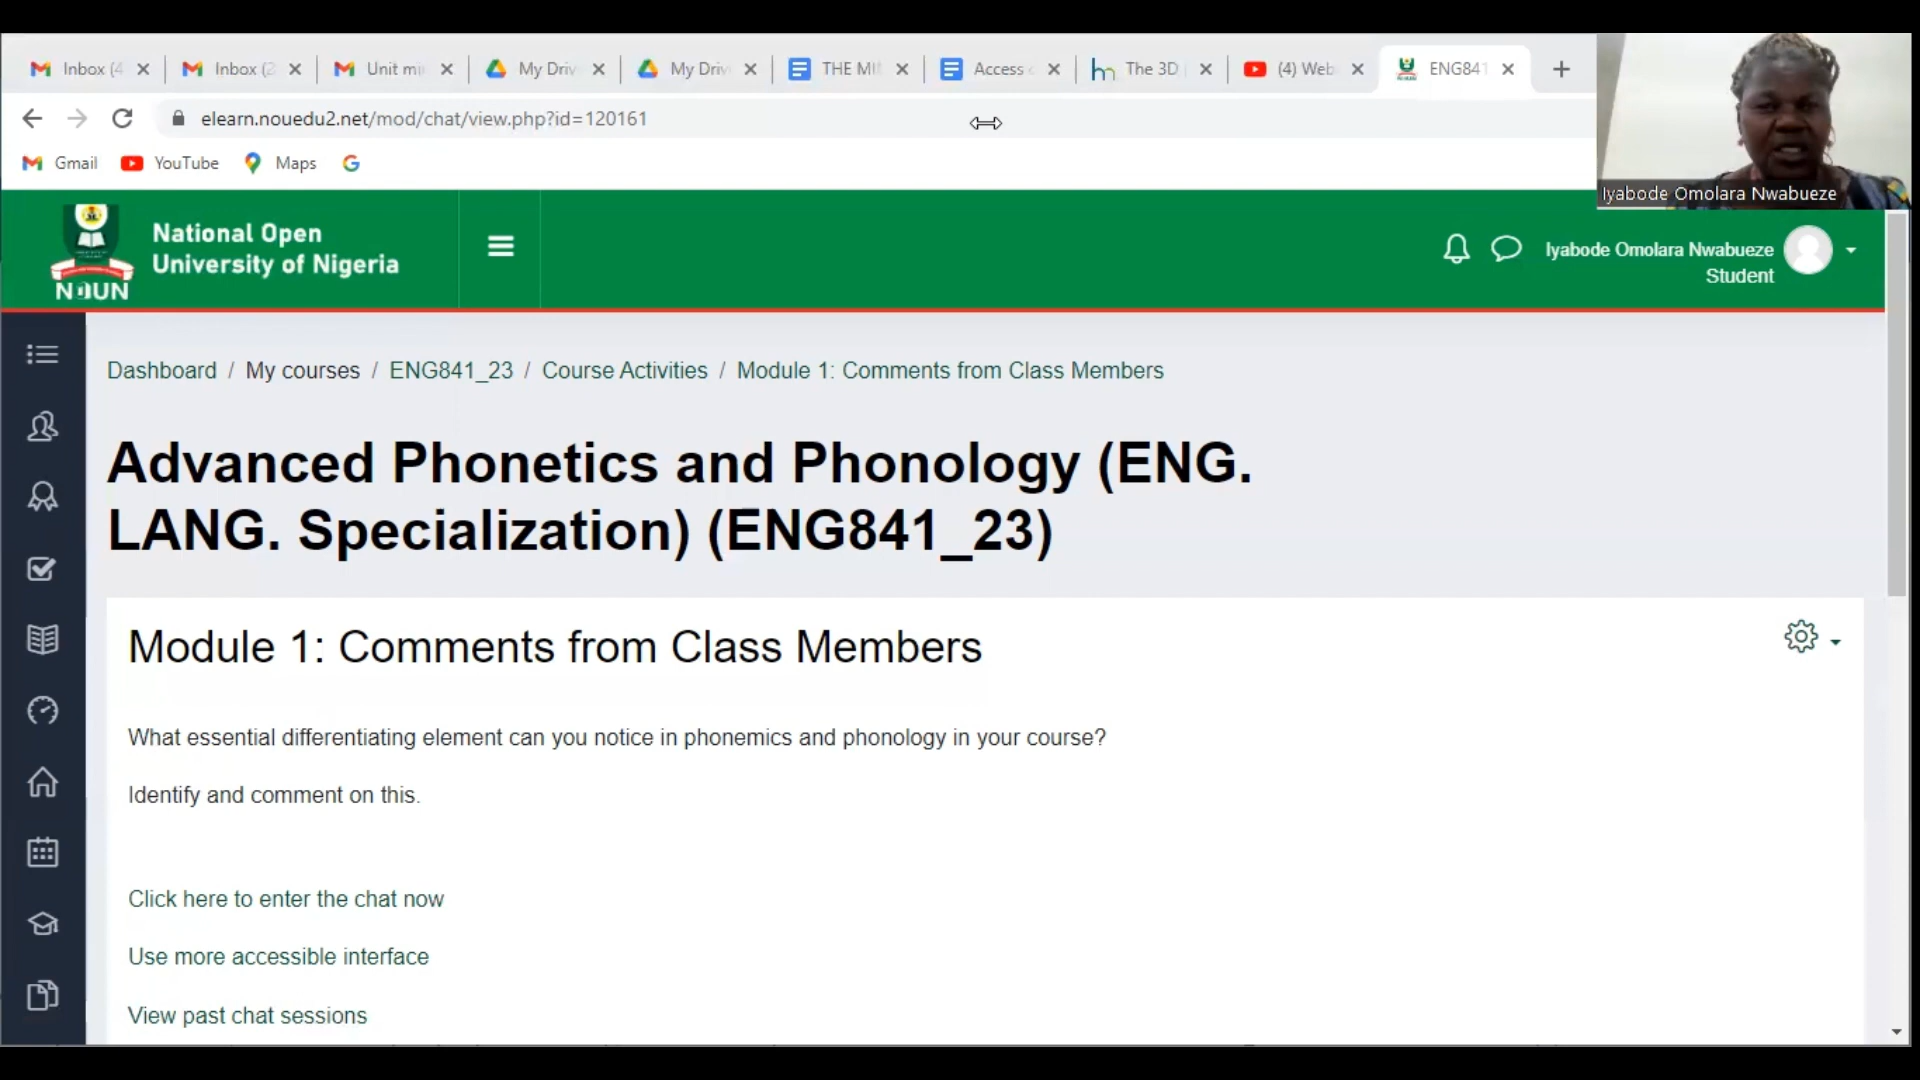 Inbox (4
Inbox (2
Unit mi
My Driv
My Driv
THE MI
Access
The 3D
(4) Web
ENG841
elearn.nouedu2.net/mod/chat/view.php?id=120161
Gmail
YouTube
Maps
Iyabode Omolara Nwabueze
National Open
University of Nigeria
NOUN
Iyabode Omolara Nwabueze
Student
Dashboard / My courses / ENG841_23 / Course Activities / Module 1: Comments from Class Members
Advanced Phonetics and Phonology (ENG.
LANG. Specialization) (ENG841_23)
Module 1: Comments from Class Members
What essential differentiating element can you notice in phonemics and phonology in your course?
Identify and comment on this.
Click here to enter the chat now
Use more accessible interface
View past chat sessions